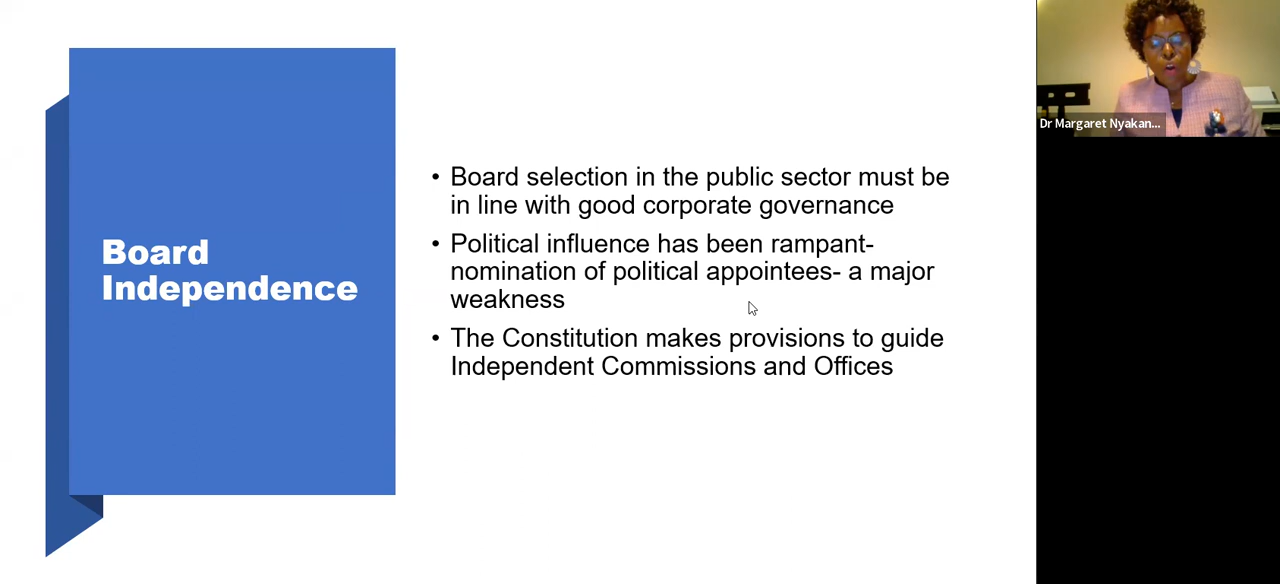 Board
Independence
• Board selection in the public sector must be
in line with good corporate governance
• Political influence has been rampant-
nomination of political appointees- a major
weakness
• The Constitution makes provisions to guide
Independent Commissions and Offices
Dr Margaret Nyakan...